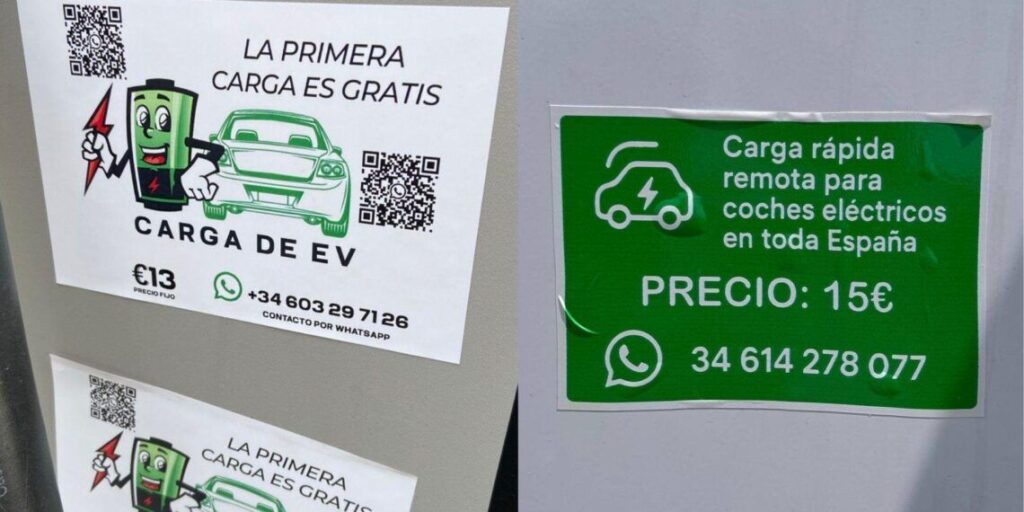 LA PRIMERA
CARGA ES GRATIS
CARGA DE EV
€13
PRECIO FIJO
+34 603 29 71 26
CONTACTO POR WHATSAPP
LA PRIMERA
CARGA ES GRATIS
Carga rápida
remota para
coches eléctricos
en toda España
PRECIO: 15€
34 614 278 077